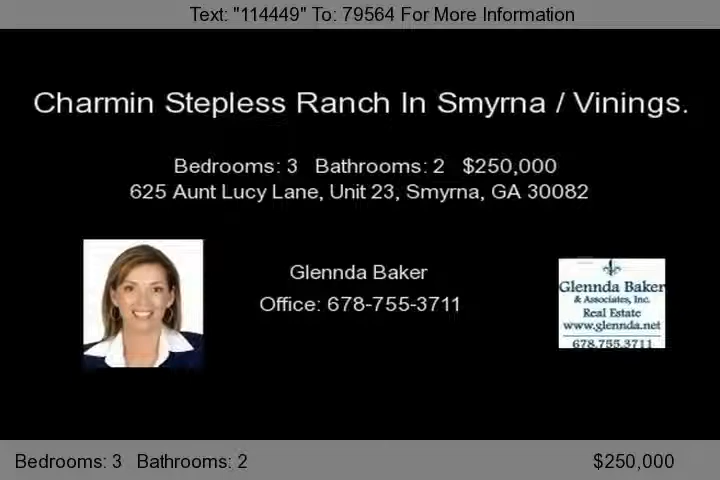 Text: "114449" To: 79564 For More Information
Charmin Stepless Ranch In Smyrna / Vinings.
Bedrooms: 3 Bathrooms: 2 $250,000
625 Aunt Lucy Lane, Unit 23, Smyrna, GA 30082
Glennda Baker
Office: 678-755-3711
Glennda Baker
& Associates, Inc.
Real Estate
www.glennda.net
678.755.3711
Bedrooms: 3 Bathrooms: 2 $250,000